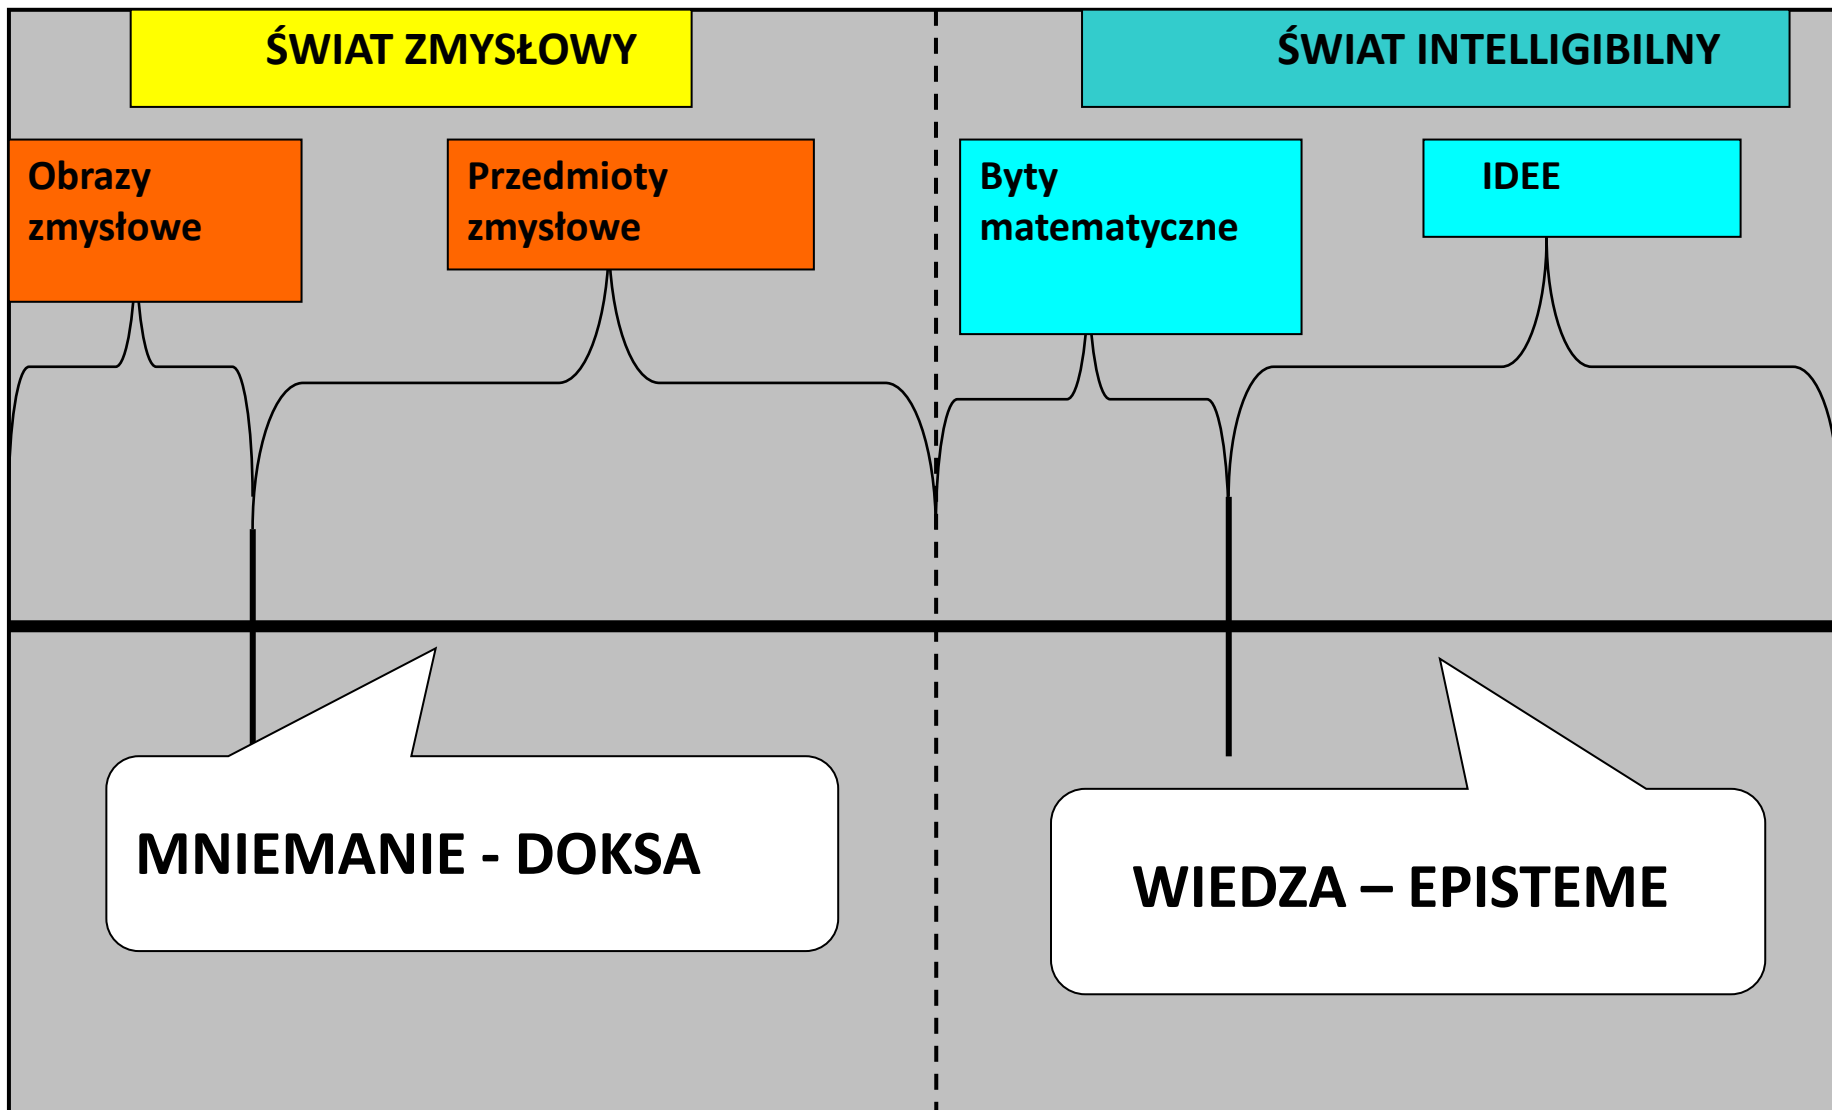 ŚWIAT ZMYSŁOWY
ŚWIAT INTELLIGIBILNY
Obrazy
zmysłowe
Przedmioty
zmysłowe
Byty
matematyczne
IDEE
MNIEMANIE - DOKSA
WIEDZA – EPISTEME